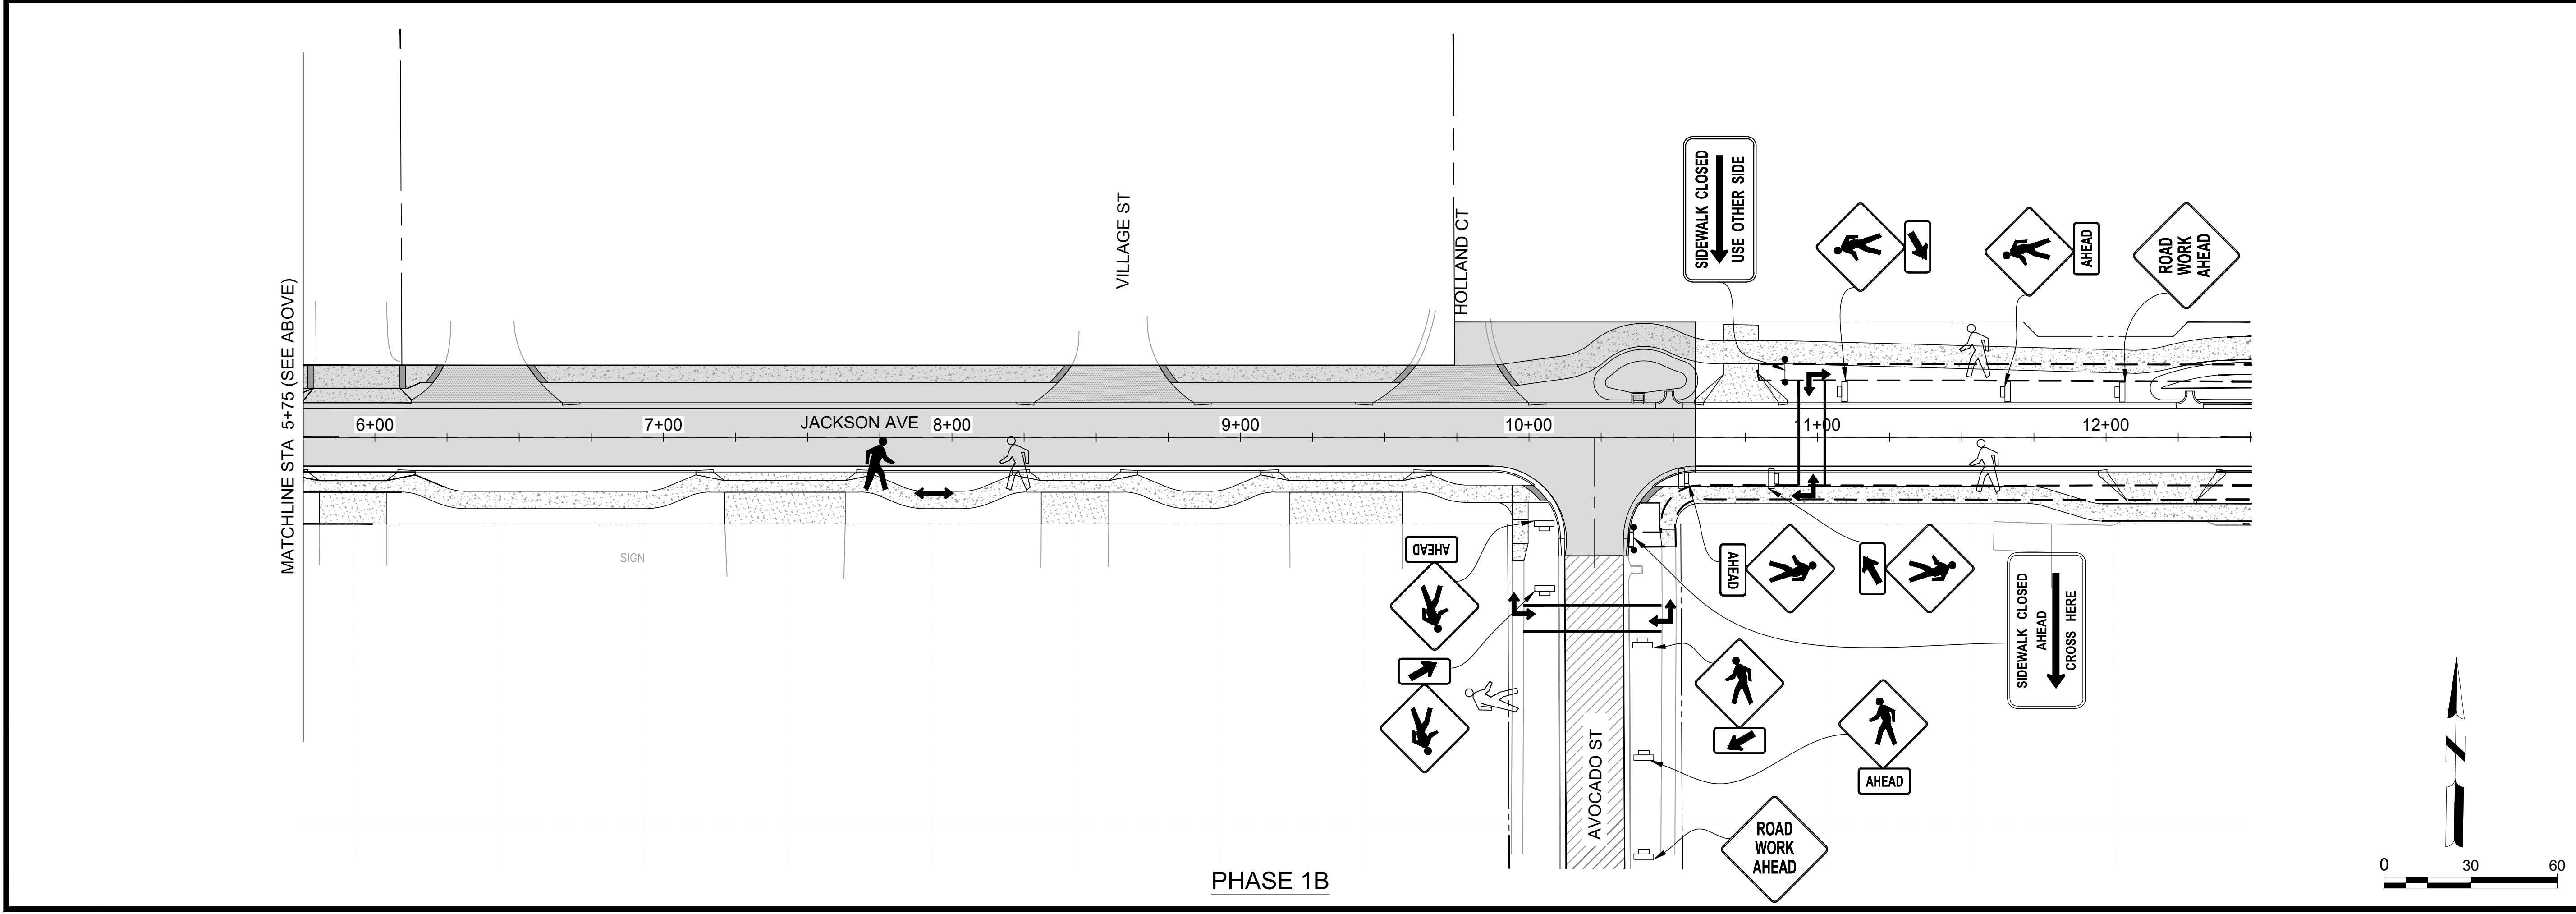 MATCHLINE STA 5+75 (SEE ABOVE)
VILLAGE ST
HOLLAND CT
SIDEWALK CLOSED
USE OTHER SIDE
AHEAD
ROAD
WORK
AHEAD
6+00
7+00
JACKSON AVE
8+00
9+00
10+00
1+00
12+00
SIGN
AHEAD
AHEAD
SIDEWALK CLOSED
AHEAD
CROSS HERE
AVOCADO ST
AHEAD
ROAD
WORK
AHEAD
PHASE 1B
0 30 60